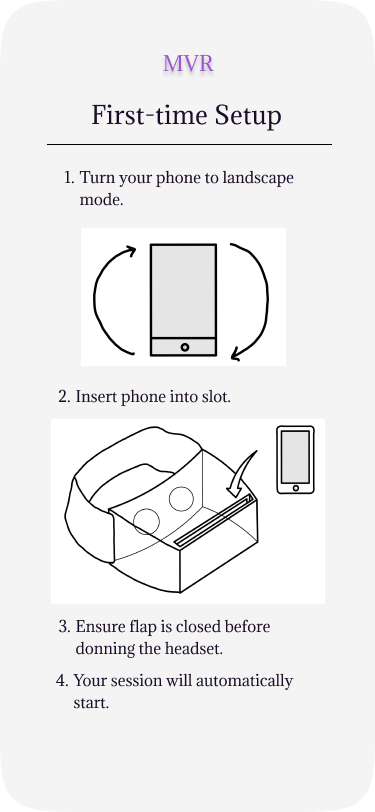 MVR
First-time Setup
1. Turn your phone to landscape
mode.
2. Insert phone into slot.
3. Ensure flap is closed before
donning the headset.
4. Your session will automatically
start.